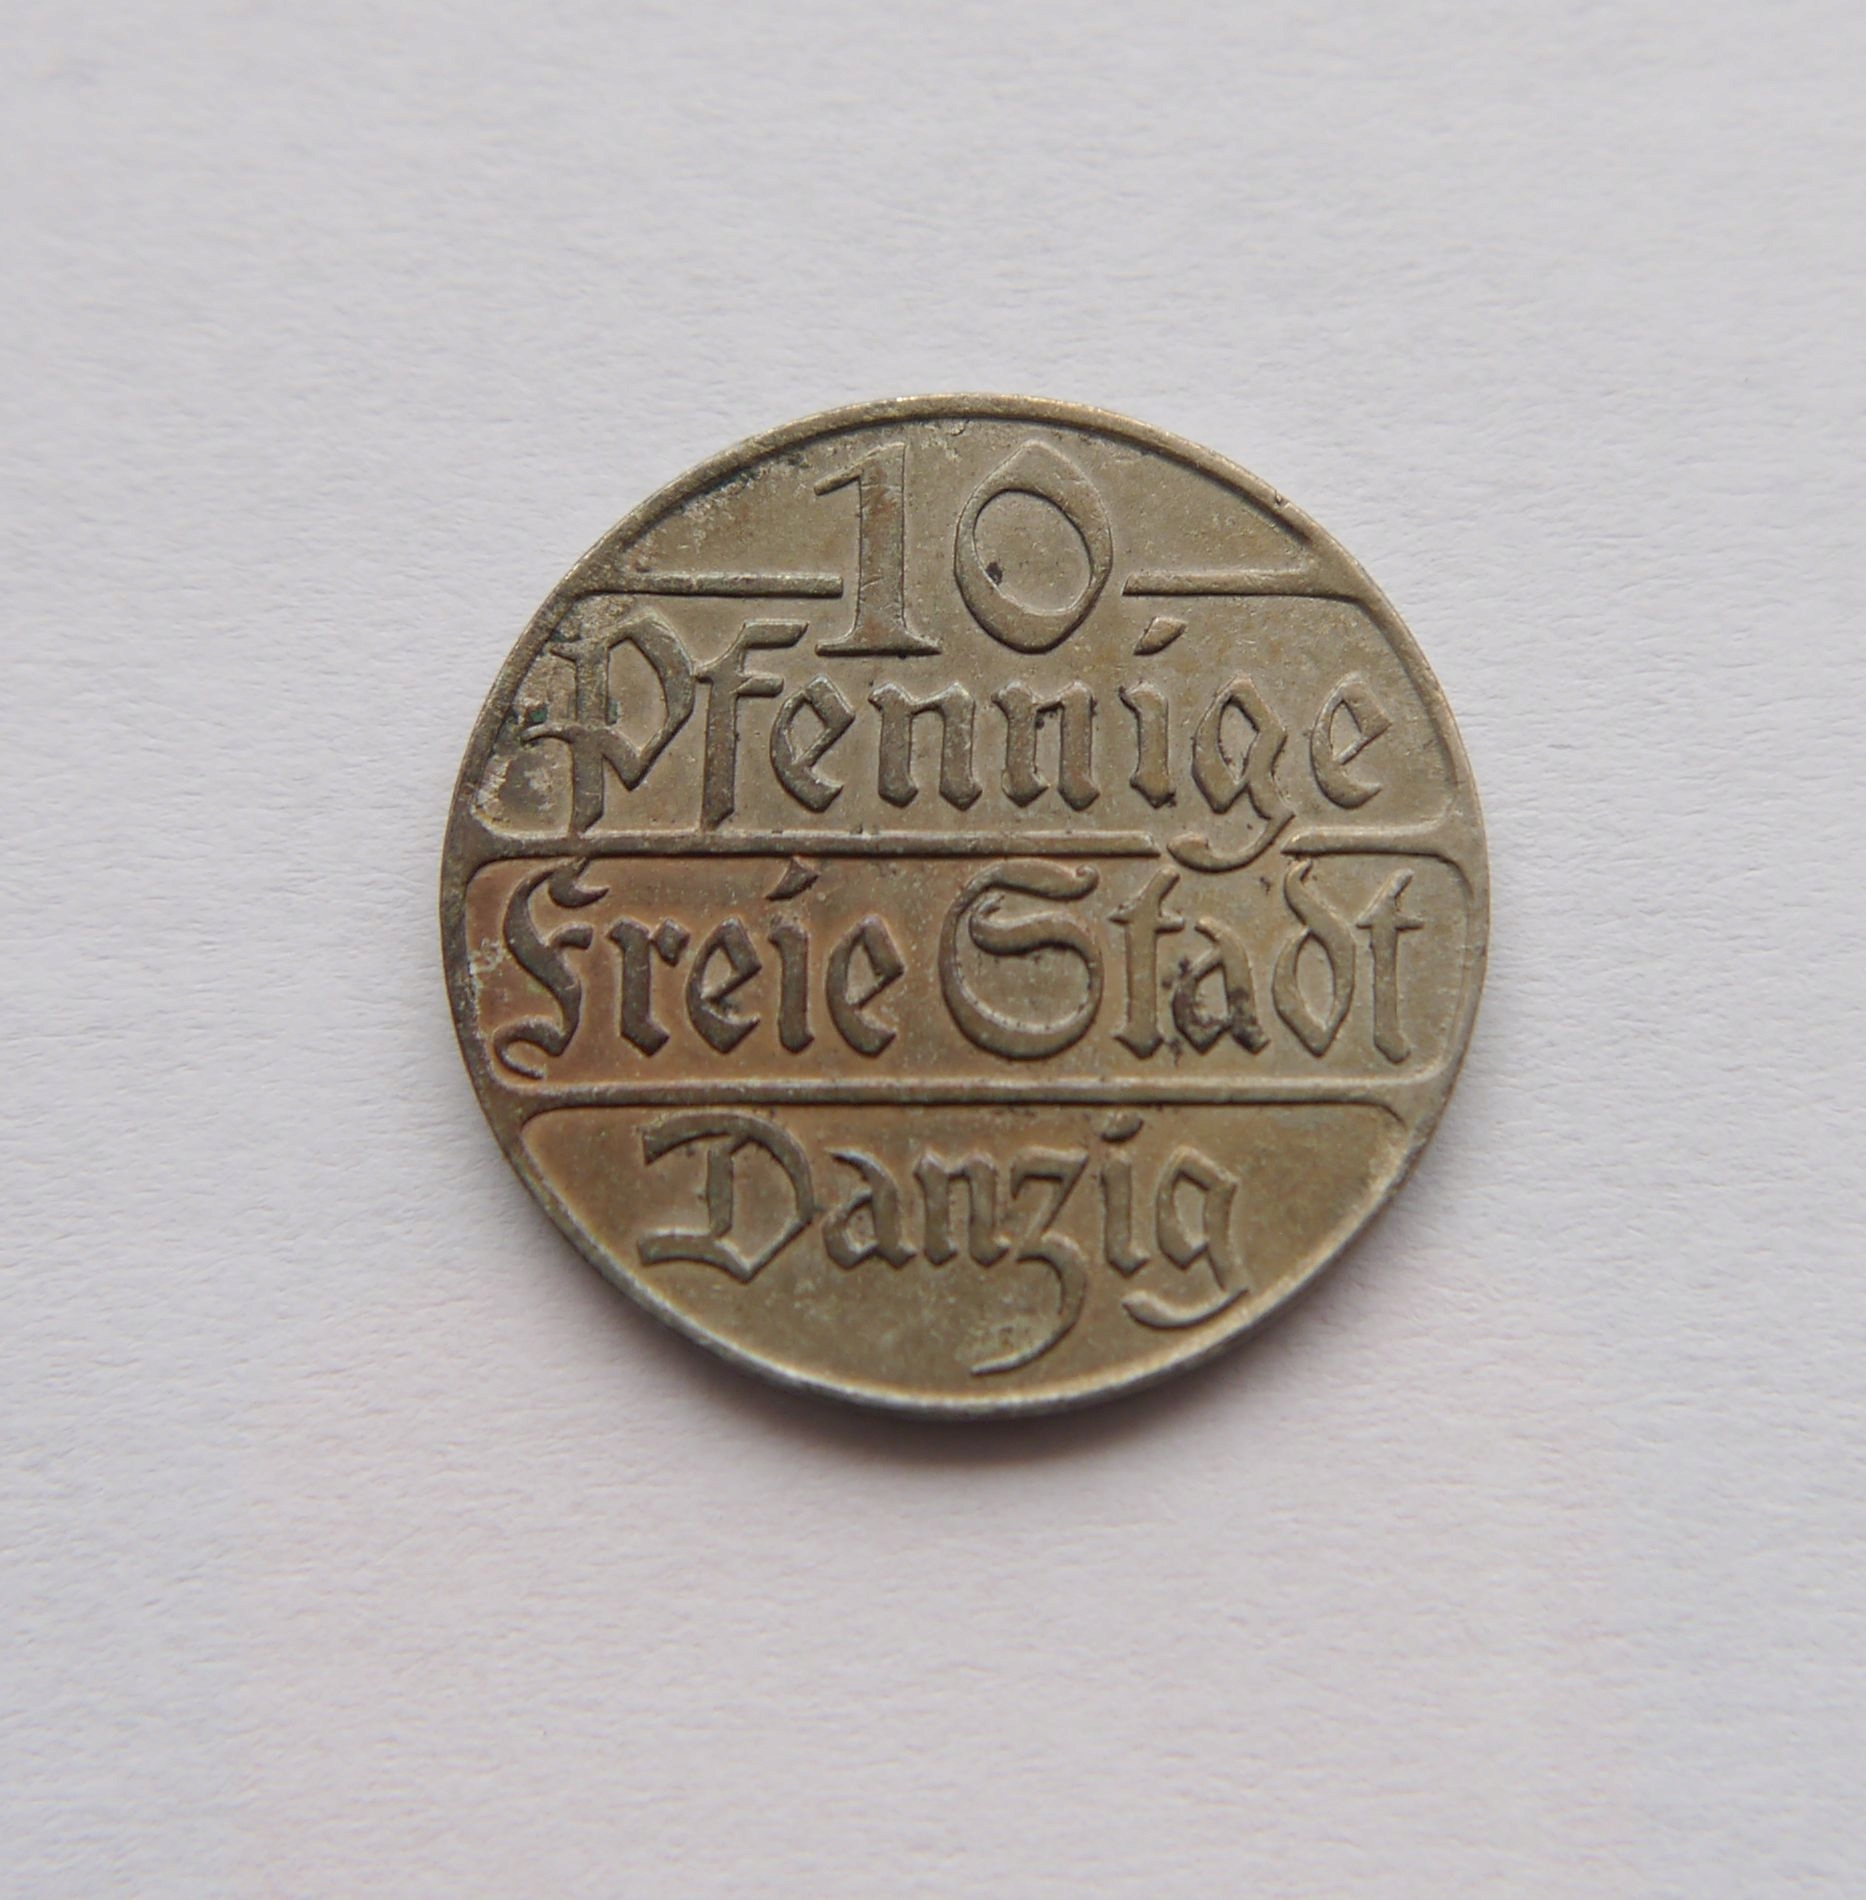 10
Pfennige
Freie Stadt
Danzig